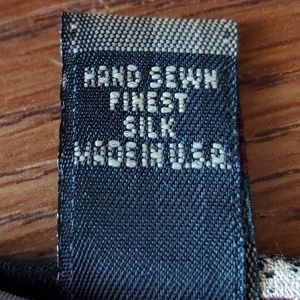 HAND SEWN
FINEST
SILK
MADE IN U.S.A.